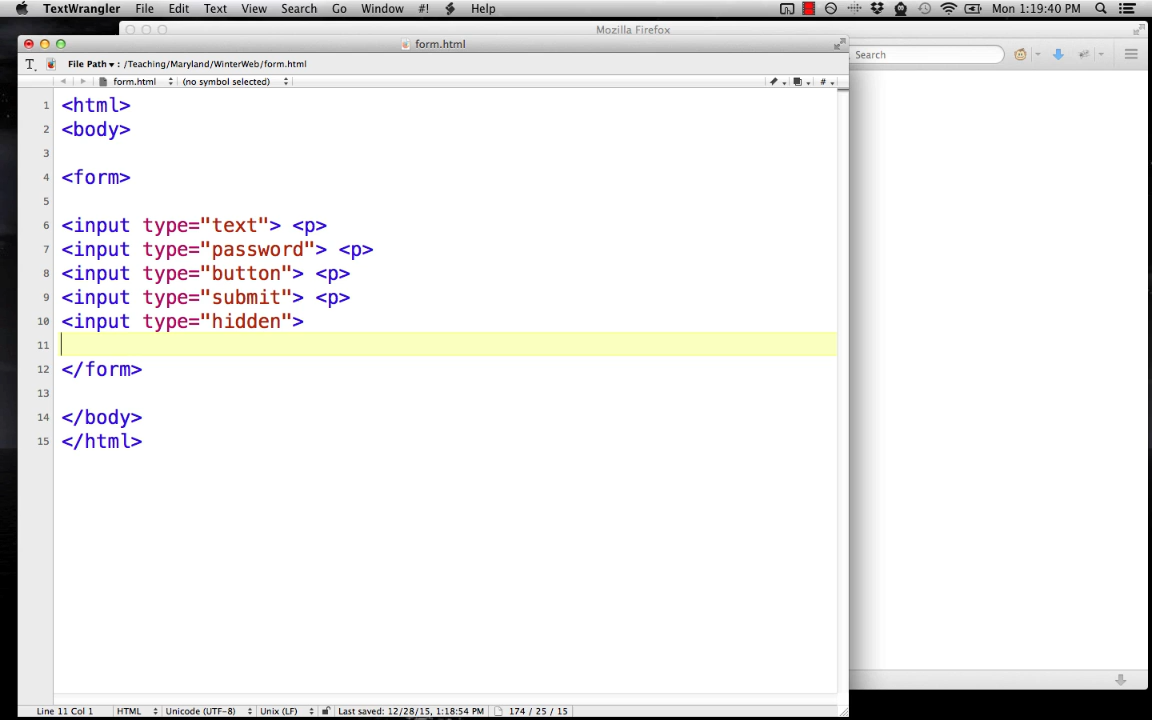 TextWrangler File Edit Text View Search Go Window #! Help Mon 1:19:40 PM
Mozilla Firefox
form.html
File Path ▾ : /Teaching/Maryland/WinterWeb/form.html
Search
form.html (no symbol selected) #
1 <html>
2 <body>
3
4 <form>
5
6 <input type="text"> <p>
7 <input type="password"> <p>
8 <input type="button"> <p>
9 <input type="submit"> <p>
10 <input type="hidden">
11
12 </form>
13
14 </body>
15 </html>
Line 11 Col 1 HTML Unicode (UTF-8) Unix (LF) Last saved: 12/28/15, 1:18:54 PM 174 / 25 / 15